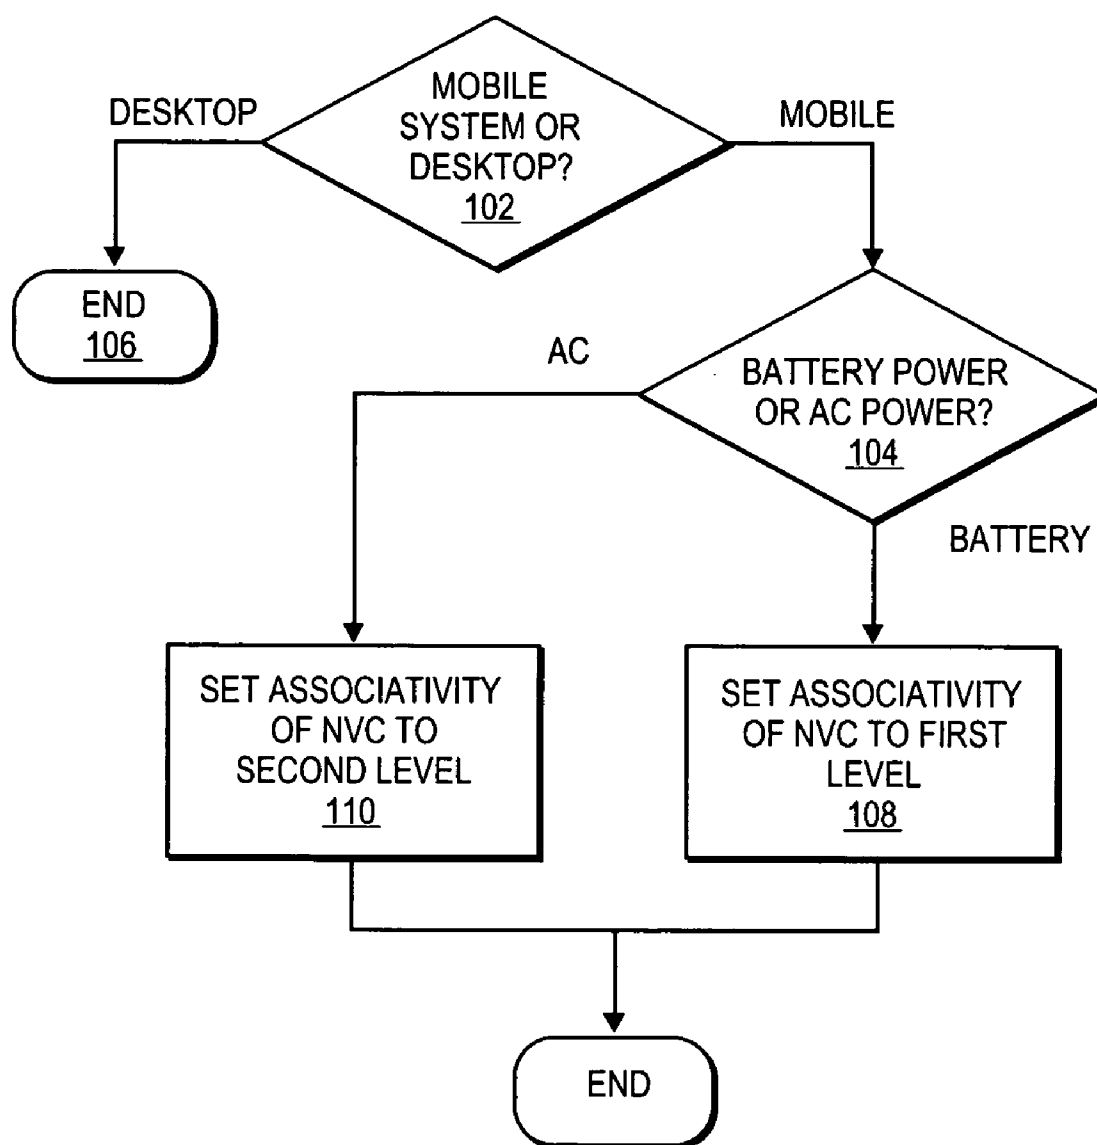 MOBILE
SYSTEM OR
DESKTOP?
102
DESKTOP
MOBILE
END
106
AC
BATTERY POWER
OR AC POWER?
104
BATTERY
SET ASSOCIATIVITY
OF NVC TO
SECOND LEVEL
110
SET ASSOCIATIVITY
OF NVC TO FIRST
LEVEL
108
END